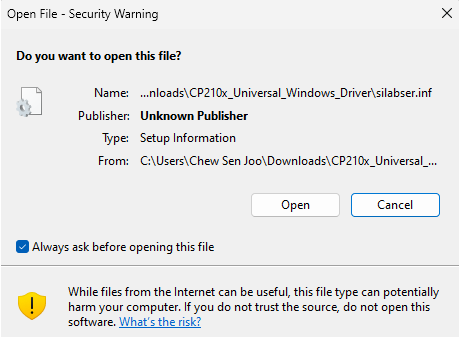 Open File - Security Warning
Do you want to open this file?
Name: ...nloads\CP210x_Universal_Windows_Driver\silabser.inf
Publisher: Unknown Publisher
Type: Setup Information
From: C:\Users\Chew Sen Joo\Downloads\CP210x_Universal_...
Open Cancel
Always ask before opening this file
While files from the Internet can be useful, this file type can potentially
harm your computer. If you do not trust the source, do not open this
software. What's the risk?